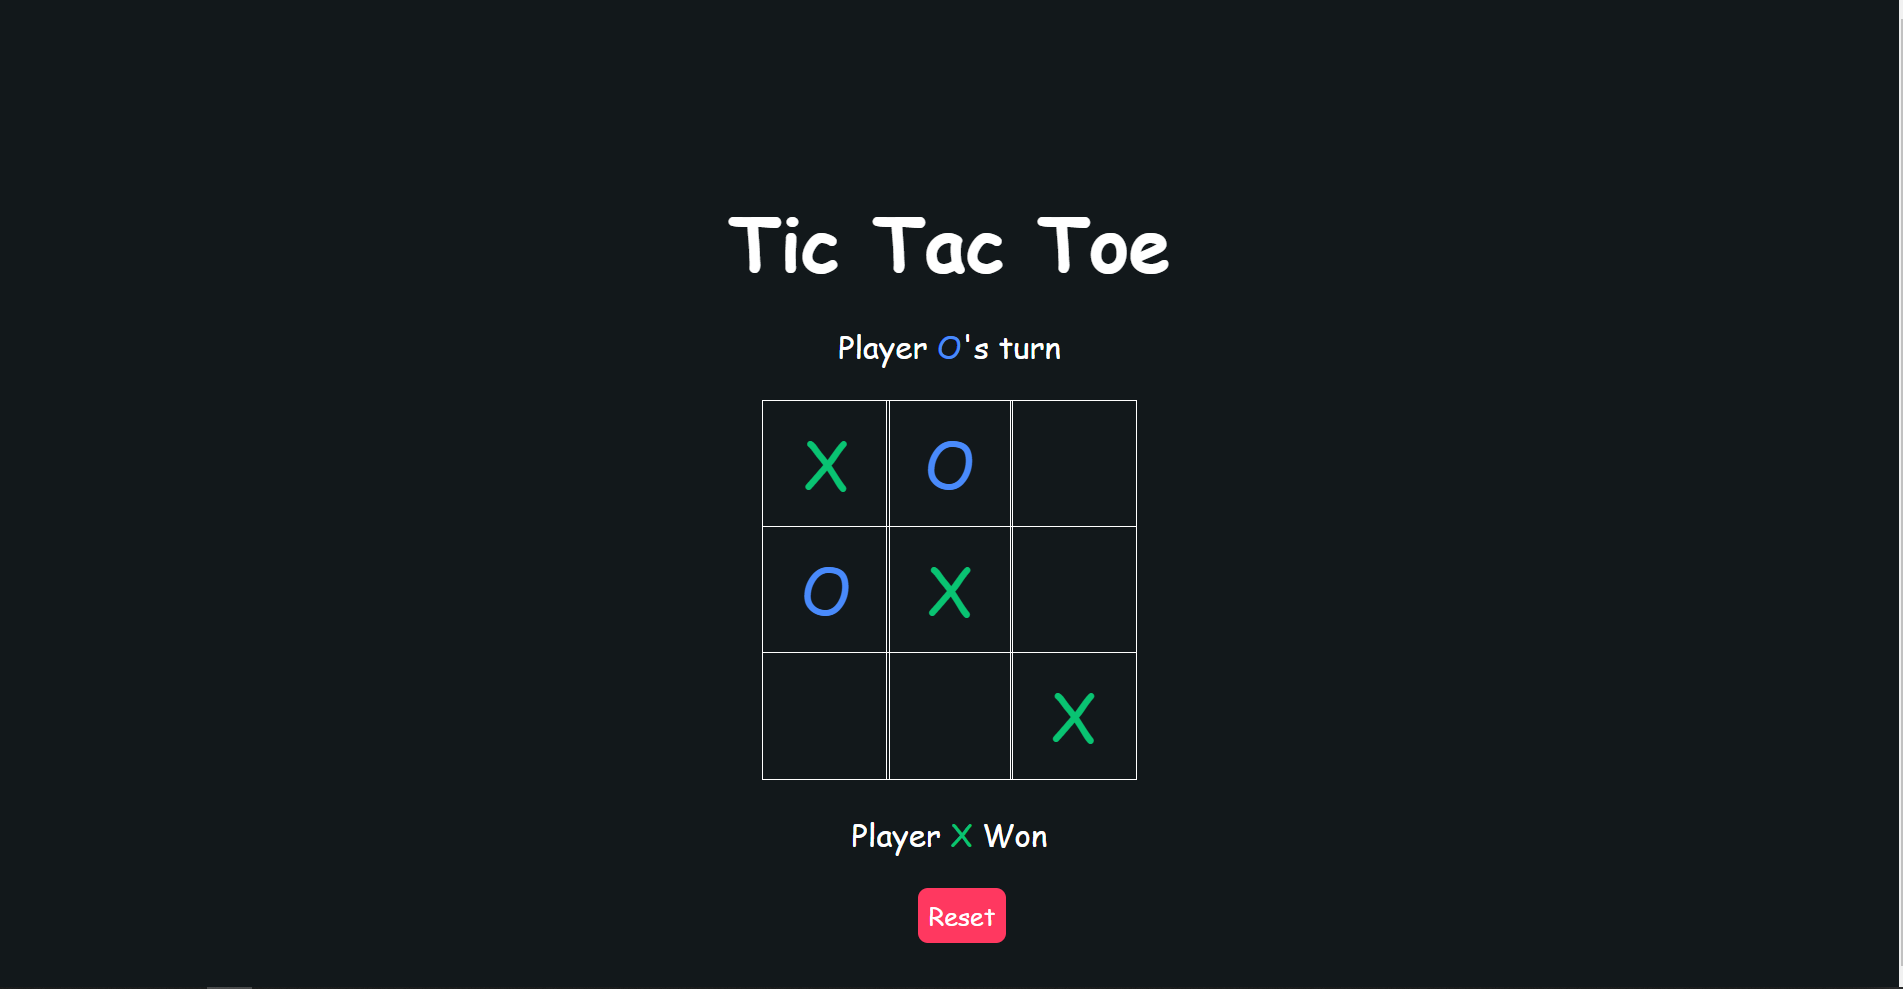 Tic Tac Toe
Player O's turn
X O
O X
X
Player X Won
Reset